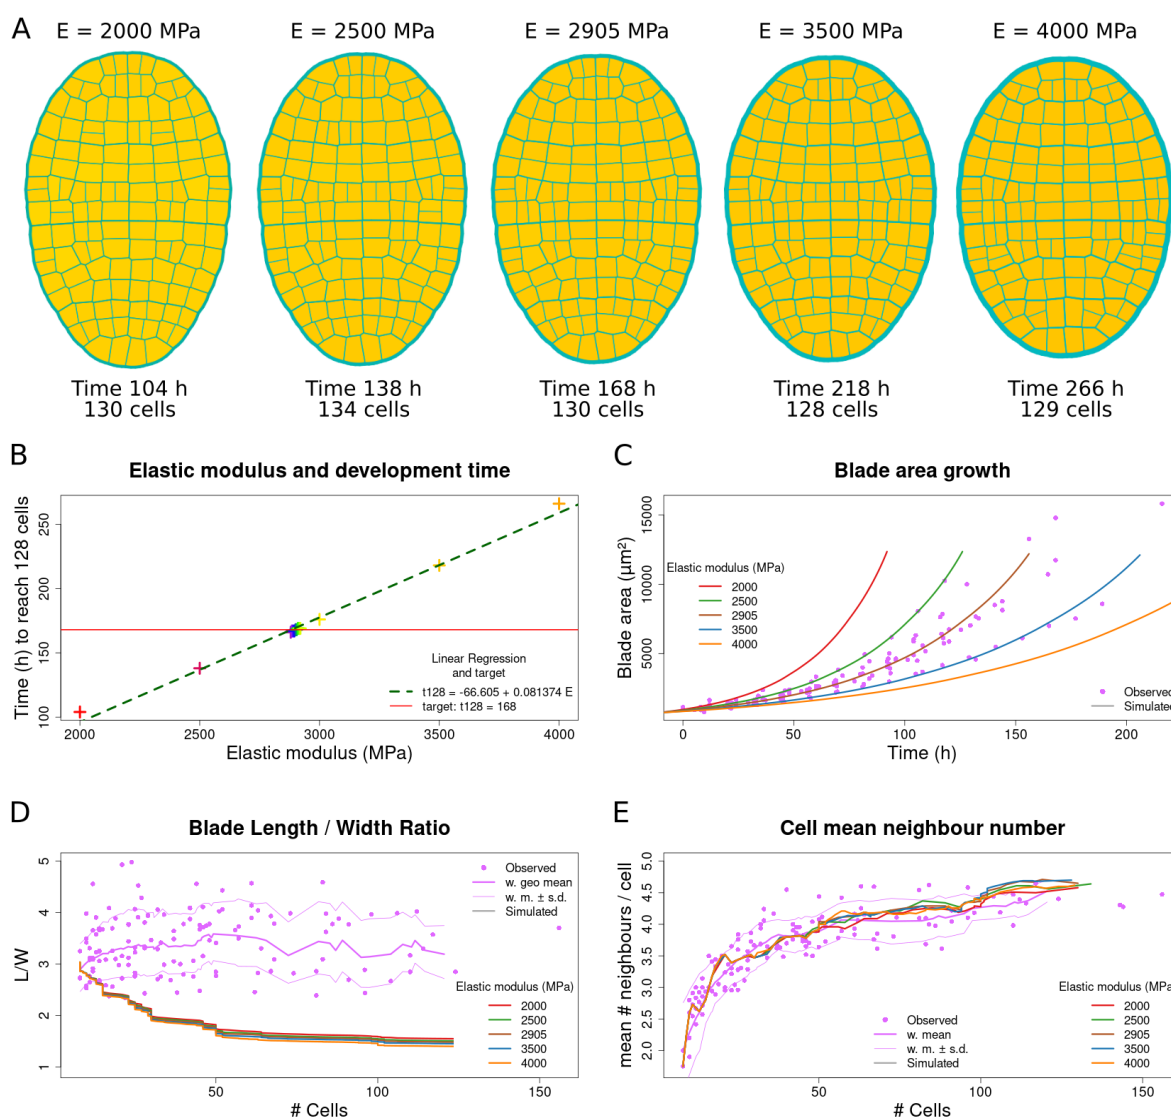 A
E = 2000 MPa
E = 2500 MPa
E = 2905 MPa
E = 3500 MPa
E = 4000 MPa
Time 104 h
130 cells
Time 138 h
134 cells
Time 168 h
130 cells
Time 218 h
128 cells
Time 266 h
129 cells
B
Elastic modulus and development time
Time (h) to reach 128 cells
250
200
150
100
Linear Regression
and target
t128 = -66.605 + 0.081374 E
target: t128 = 168
2000
2500
3000
3500
4000
Elastic modulus (MPa)
C
Blade area growth
Blade area (µm²)
15000
10000
5000
Elastic modulus (MPa)
2000
2500
2905
3500
4000
Observed
Simulated
0
50
100
150
200
Time (h)
D
Blade Length / Width Ratio
L/W
5
4
3
2
1
Observed
w. geo mean
w. m. ± s.d.
Simulated
Elastic modulus (MPa)
2000
2500
2905
3500
4000
50
100
150
# Cells
E
Cell mean neighbour number
mean # neighbours / cell
5.0
4.5
4.0
3.5
3.0
2.5
2.0
Observed
w. mean
w. m. ± s.d.
Simulated
Elastic modulus (MPa)
2000
2500
2905
3500
4000
50
100
150
# Cells